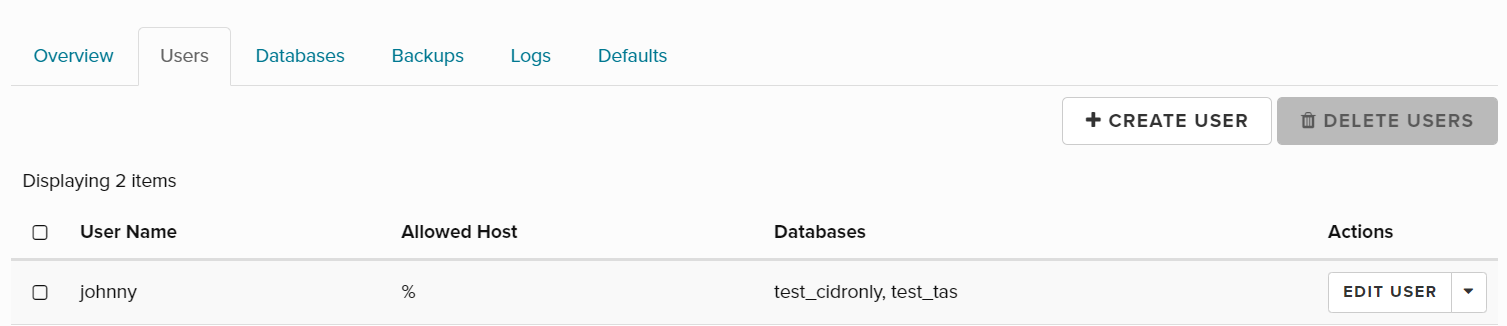 Overview Users Databases Backups Logs Defaults
CREATE USER DELETE USERS
Displaying 2 items
User Name Allowed Host Databases Actions
johnny % test_cidronly, test_tas EDIT USER